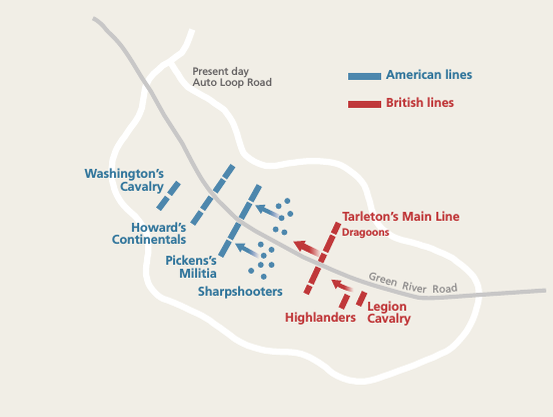 Present day
Auto Loop Road
American lines
British lines
Washington's
Cavalry
Howard's
Continentals
Pickens's
Militia
Sharpshooters
Tarleton's Main Line
Dragoons
Green River Road
Highlanders
Legion
Cavalry